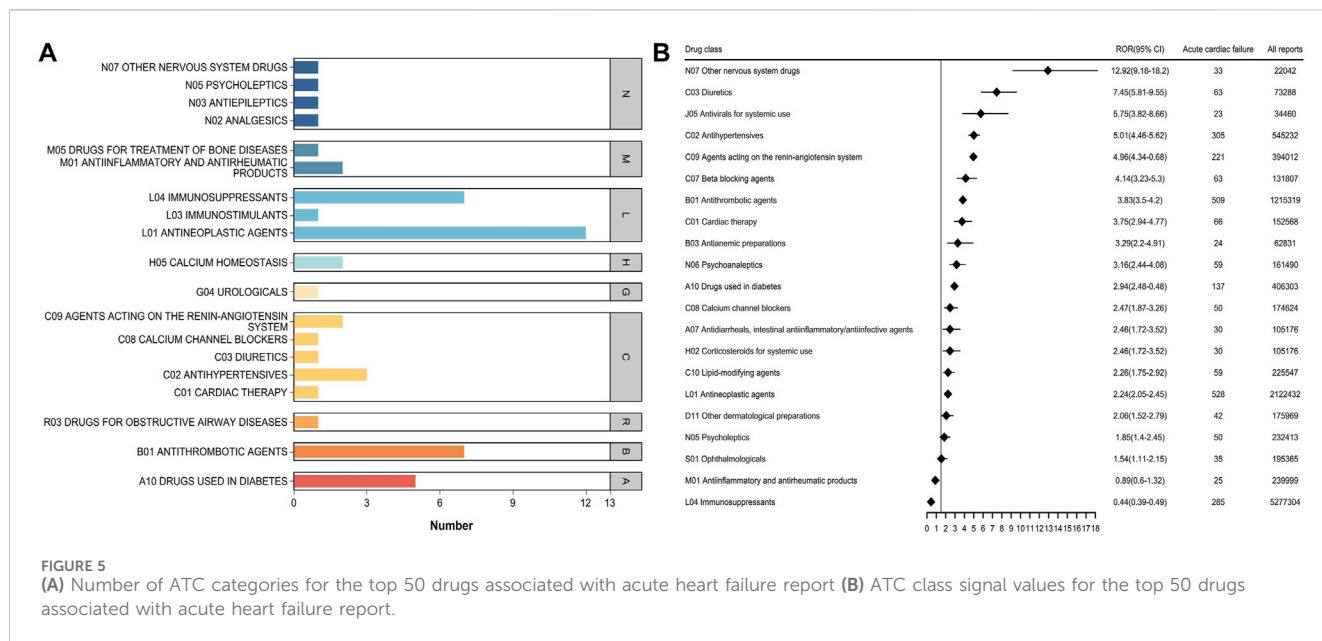 A
N07 OTHER NERVOUS SYSTEM DRUGS
N05 PSYCHOLEPTICS
N03 ANTIEPILEPTICS
N02 ANALGESICS
N
M05 DRUGS FOR TREATMENT OF BONE DISEASES
M01 ANTIINFLAMMATORY AND ANTIRHEUMATIC
PRODUCTS
M
L04 IMMUNOSUPPRESSANTS
L03 IMMUNOSTIMULANTS
L01 ANTINEOPLASTIC AGENTS
L
H05 CALCIUM HOMEOSTASIS
H
G04 UROLOGICALS
G
C09 AGENTS ACTING ON THE RENIN-ANGIOTENSIN
SYSTEM
C08 CALCIUM CHANNEL BLOCKERS
C03 DIURETICS
C02 ANTIHYPERTENSIVES
C01 CARDIAC THERAPY
C
R03 DRUGS FOR OBSTRUCTIVE AIRWAY DISEASES
R
B01 ANTITHROMBOTIC AGENTS
B
A10 DRUGS USED IN DIABETES
A
0 3 6 9 12 13
Number
B
Drug class ROR(95% CI) Acute cardiac failure All reports
N07 Other nervous system drugs 12.92(9.18-18.2) 33 22042
C03 Diuretics 7.45(5.81-9.55) 63 73288
J05 Antivirals for systemic use 5.75(3.82-8.66) 23 34460
C02 Antihypertensives 5.01(4.46-5.62) 305 545232
C09 Agents acting on the renin-angiotensin system 4.96(4.34-0.68) 221 394012
C07 Beta blocking agents 4.14(3.23-5.3) 63 131807
B01 Antithrombotic agents 3.83(3.5-4.2) 509 1215319
C01 Cardiac therapy 3.75(2.94-4.77) 66 152568
B03 Antianemic preparations 3.29(2.2-4.91) 24 62831
N06 Psychoanaleptics 3.16(2.44-4.08) 59 161490
A10 Drugs used in diabetes 2.94(2.48-0.48) 137 406303
C08 Calcium channel blockers 2.47(1.87-3.26) 50 174624
A07 Antidiarrheals, intestinal antiinflammatory/antiinfective agents 2.46(1.72-3.52) 30 105176
H02 Corticosteroids for systemic use 2.46(1.72-3.52) 30 105176
C10 Lipid-modifying agents 2.26(1.75-2.92) 59 225547
L01 Antineoplastic agents 2.24(2.05-2.45) 528 2122432
D11 Other dermatological preparations 2.06(1.52-2.79) 42 175969
N05 Psycholeptics 1.85(1.4-2.45) 50 232413
S01 Ophthalmologicals 1.54(1.11-2.15) 35 195365
M01 Antiinflammatory and antirheumatic products 0.89(0.6-1.32) 25 239999
L04 Immunosuppressants 0.44(0.39-0.49) 285 5277304
0 1 2 3 4 5 6 7 8 9 10 11 12 13 14 15 16 17 18
FIGURE 5
(A) Number of ATC categories for the top 50 drugs associated with acute heart failure report (B) ATC class signal values for the top 50 drugs
associated with acute heart failure report.